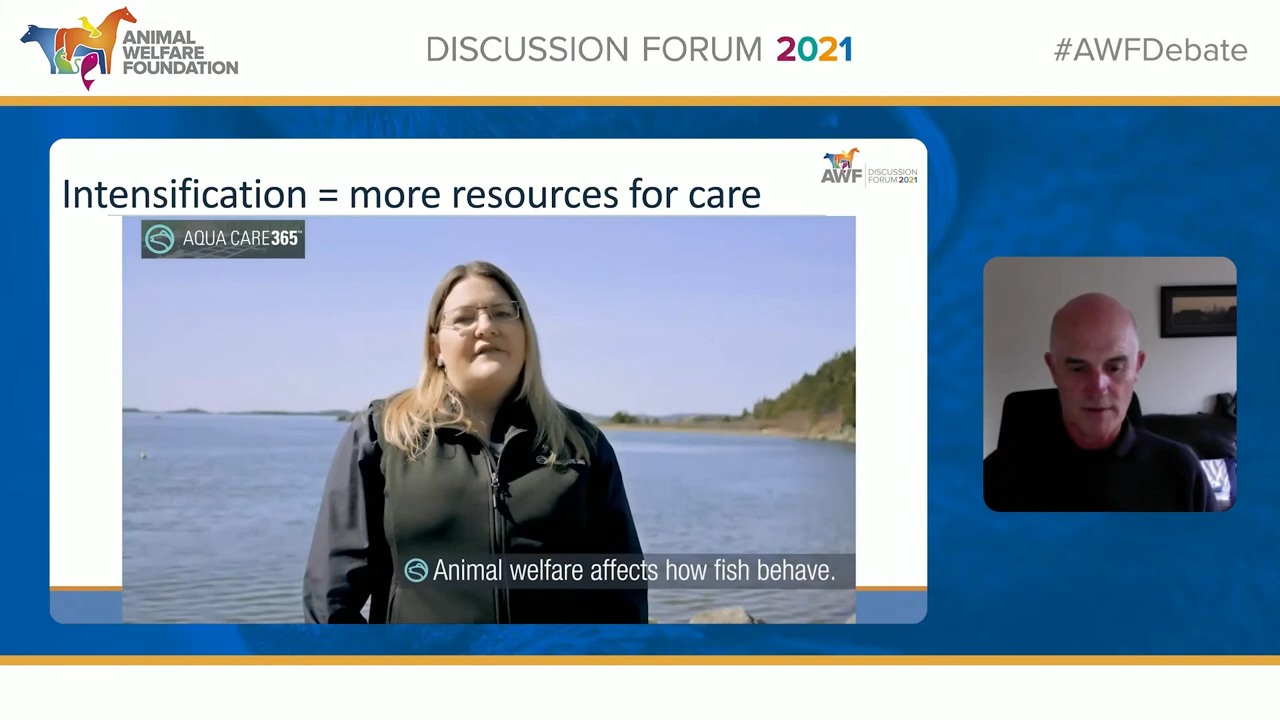 ANIMAL
WELFARE
FOUNDATION
DISCUSSION FORUM 2021
#AWFDebate
AWF
DISCUSSION
FORUM 2021
Intensification = more resources for care
AQUA CARE365™
Animal welfare affects how fish behave.